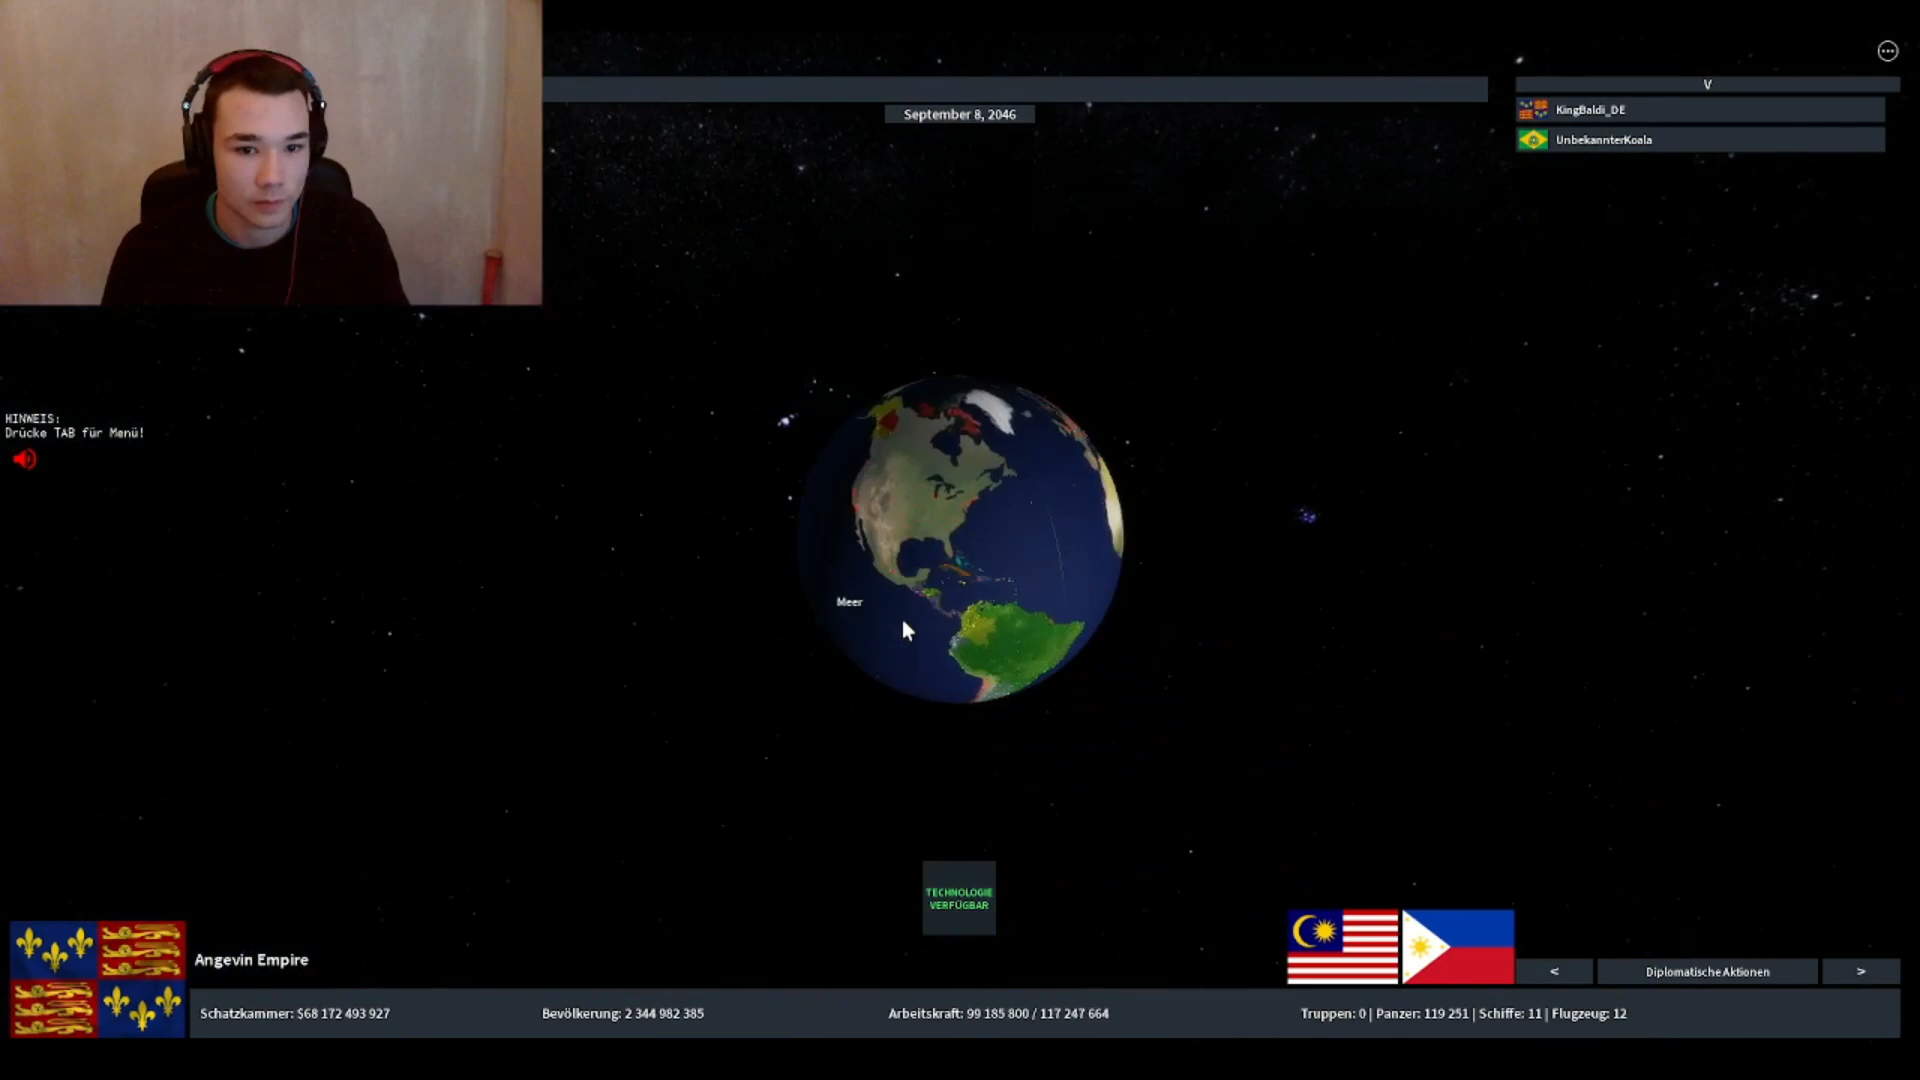 V
September 8, 2046
KingBaldi_DE
UnbekannterKoala
HINWEIS:
Drücke TAB für Menü!
Meer
TECHNOLOGIE
VERFÜGBAR
Angevin Empire
< Diplomatische Aktionen >
Schatzkammer: $68 172 493 927 Bevölkerung: 2 344 982 385 Arbeitskraft: 99 185 800 / 117 247 664 Truppen: 0 | Panzer: 119 251 | Schiffe: 11 | Flugzeug: 12